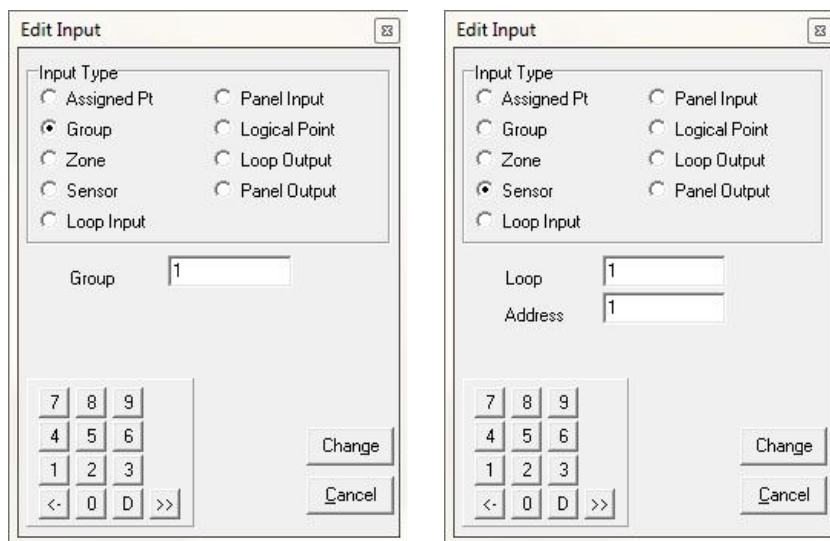 Edit Input
Input Type
Assigned Pt
Panel Input
Group
Logical Point
Zone
Loop Output
Sensor
Panel Output
Loop Input
Group 1
7 8 9
4 5 6
1 2 3
<- 0 D >>
Change
Cancel
Edit Input
Input Type
Assigned Pt
Panel Input
Group
Logical Point
Zone
Loop Output
Sensor
Panel Output
Loop Input
Loop 1
Address 1
7 8 9
4 5 6
1 2 3
<- 0 D >>
Change
Cancel